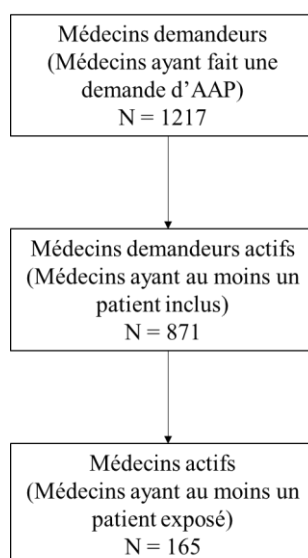 Médecins demandeurs
(Médecins ayant fait une
demande d’AAP)
N = 1217
Médecins demandeurs actifs
(Médecins ayant au moins un
patient inclus)
N = 871
Médecins actifs
(Médecins ayant au moins un
patient exposé)
N = 165